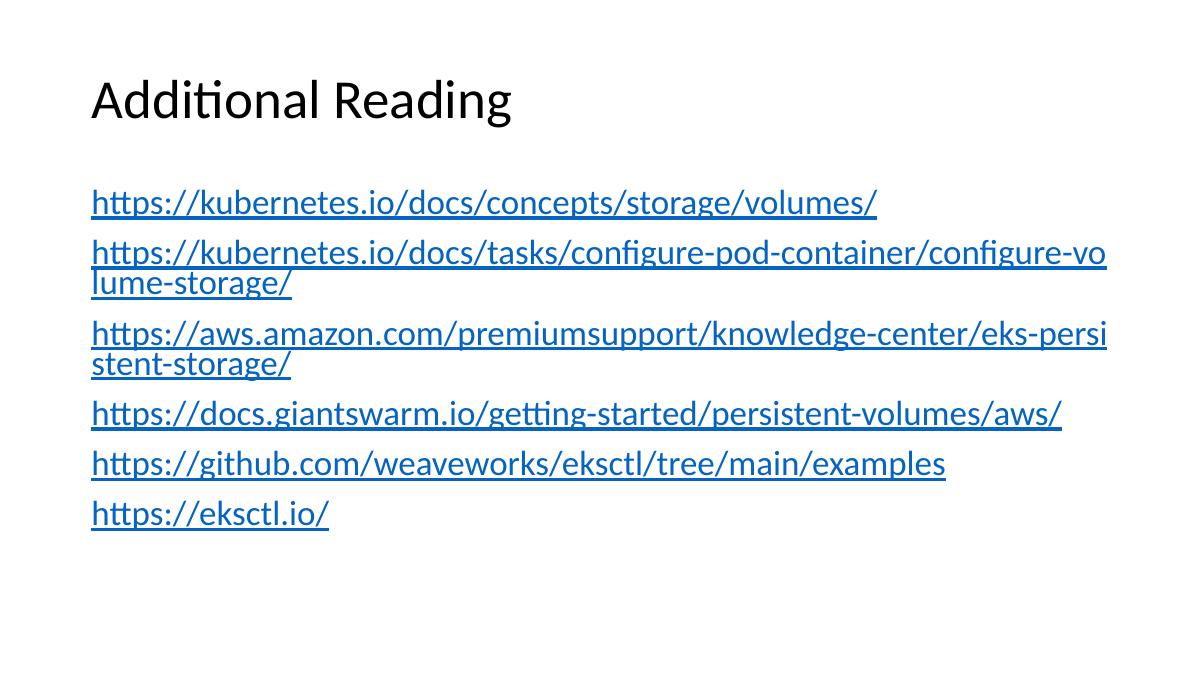 Additional Reading
https://kubernetes.io/docs/concepts/storage/volumes/
https://kubernetes.io/docs/tasks/configure-pod-container/configure-vo
lume-storage/
https://aws.amazon.com/premiumsupport/knowledge-center/eks-persi
stent-storage/
https://docs.giantswarm.io/getting-started/persistent-volumes/aws/
https://github.com/weaveworks/eksctl/tree/main/examples
https://eksctl.io/